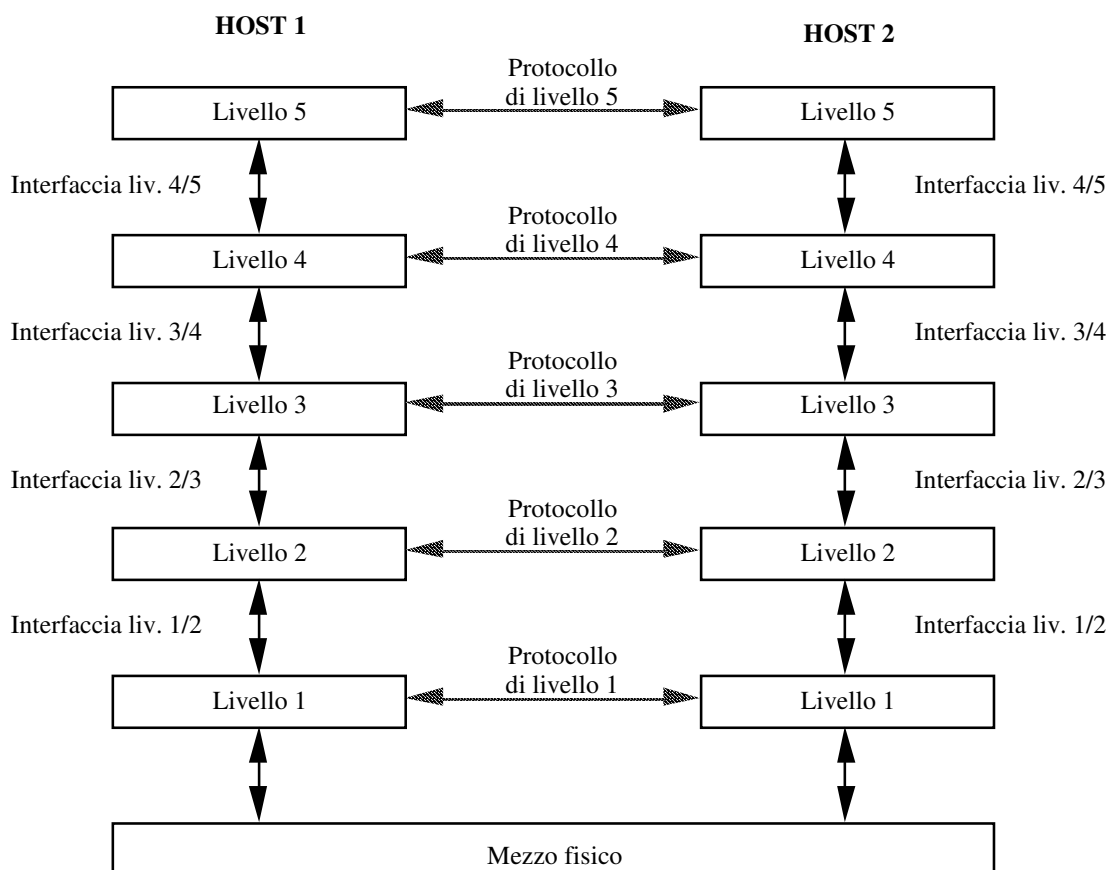 HOST 1
HOST 2
Protocollo
di livello 5
Livello 5
Livello 5
Interfaccia liv. 4/5
Interfaccia liv. 4/5
Protocollo
di livello 4
Livello 4
Livello 4
Interfaccia liv. 3/4
Interfaccia liv. 3/4
Protocollo
di livello 3
Livello 3
Livello 3
Interfaccia liv. 2/3
Interfaccia liv. 2/3
Protocollo
di livello 2
Livello 2
Livello 2
Interfaccia liv. 1/2
Interfaccia liv. 1/2
Protocollo
di livello 1
Livello 1
Livello 1
Mezzo fisico